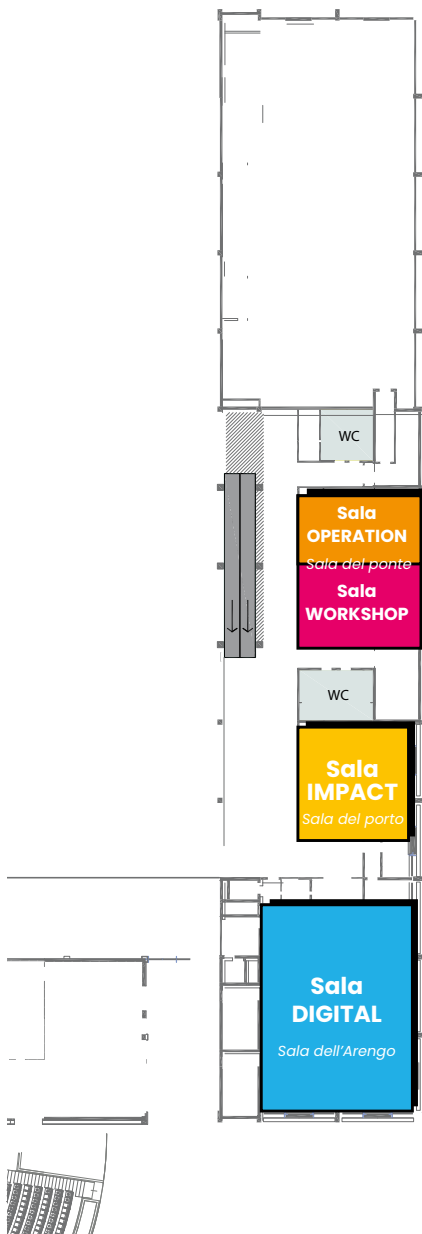 WC
Sala
OPERATION
Sala del ponte
Sala
WORKSHOP
WC
Sala
IMPACT
Sala del porto
Sala
DIGITAL
Sala dell'Arengo